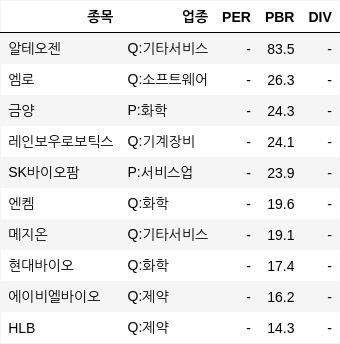 종목 업종 PER PBR DIV
알테오젠 Q:기타서비스 - 83.5 -
엠로 Q:소프트웨어 - 26.3 -
금양 P:화학 - 24.3 -
레인보우로보틱스 Q:기계장비 - 24.1 -
SK바이오팜 P:서비스업 - 23.9 -
엔켐 Q:화학 - 19.6 -
메지온 Q:기타서비스 - 19.1 -
현대바이오 Q:화학 - 17.4 -
에이비엘바이오 Q:제약 - 16.2 -
HLB Q:제약 - 14.3 -